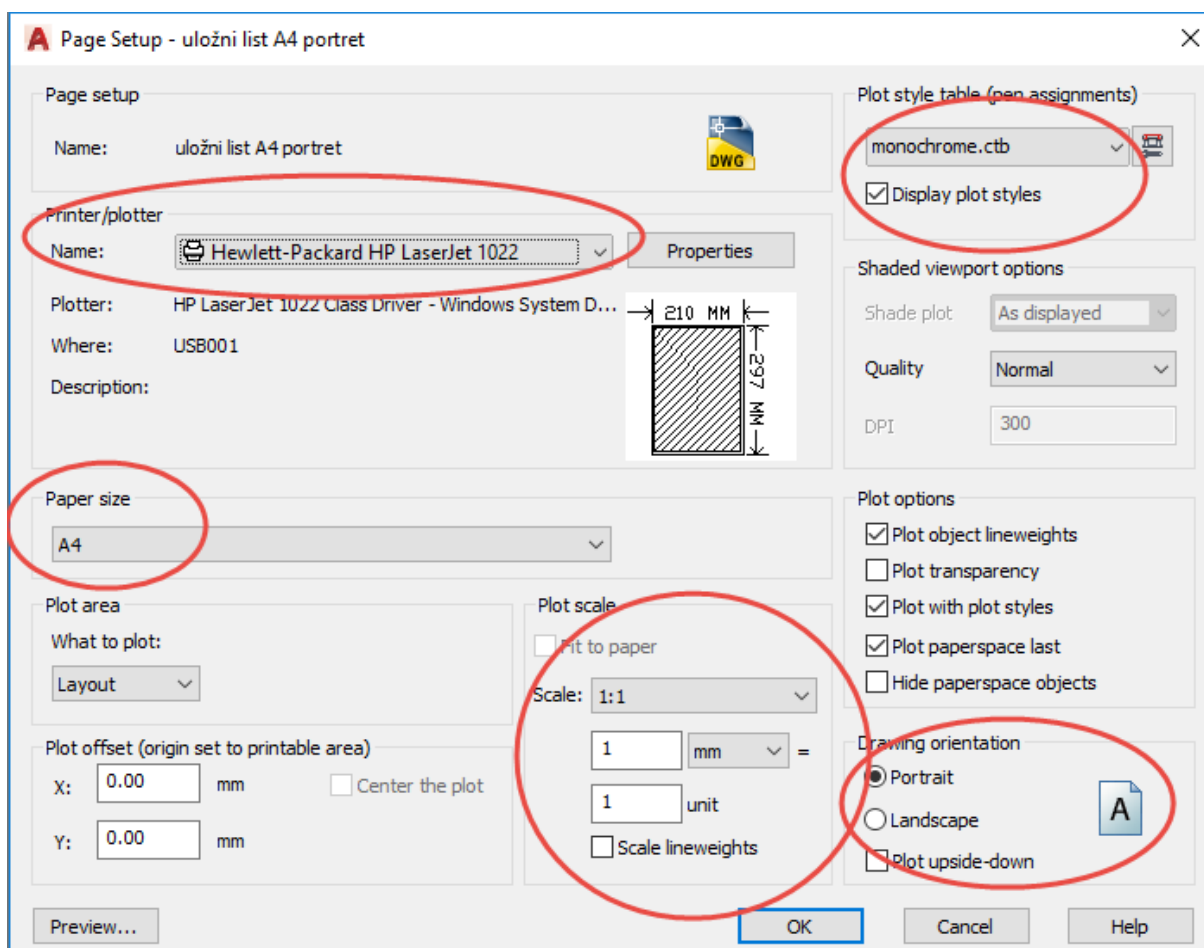 Page Setup - uložni list A4 portret
Page setup
Name: uložni list A4 portret
DWG
Printer/plotter
Name: Hewlett-Packard HP LaserJet 1022
Properties
Plotter: HP LaserJet 1022 Class Driver - Windows System D...
Where: USB001
Description:
210 MM
297 MM
Paper size
A4
Plot area
What to plot:
Layout
Plot offset (origin set to printable area)
X: 0.00 mm
Center the plot
Y: 0.00 mm
Plot scale
Fit to paper
Scale: 1:1
1 mm =
1 unit
Scale lineweights
Plot style table (pen assignments)
monochrome.ctb
Display plot styles
Shaded viewport options
Shade plot As displayed
Quality Normal
DPI 300
Plot options
Plot object lineweights
Plot transparency
Plot with plot styles
Plot paperspace last
Hide paperspace objects
Drawing orientation
Portrait
Landscape
Plot upside-down
A
Preview...
OK
Cancel
Help